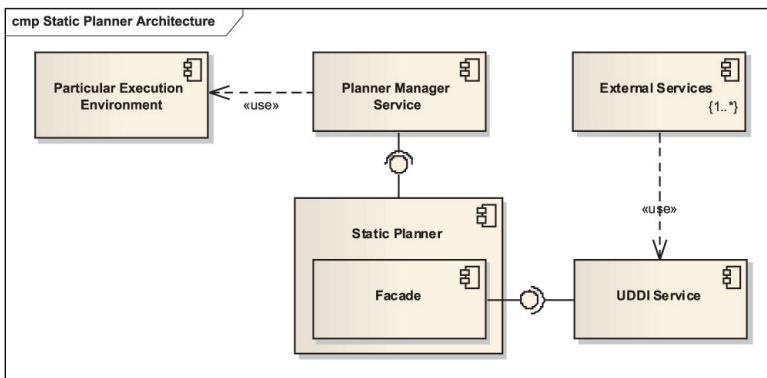 cmp Static Planner Architecture
Particular Execution
Environment
«use»
Planner Manager
Service
External Services
{1..*}
«use»
Static Planner
Facade
UDDI Service